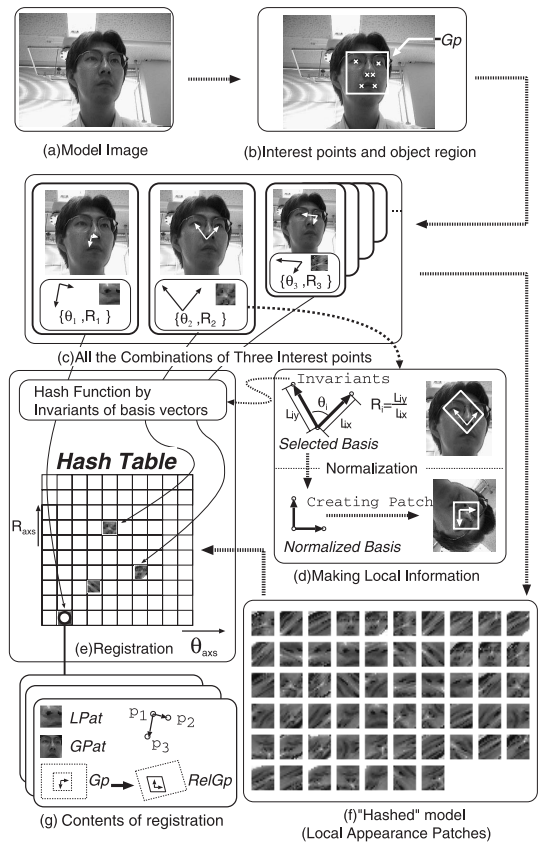 Gp
(a)Model Image
(b)Interest points and object region
{θ1 ,R1 }
{θ2 ,R2 }
{θ3 ,R3 }
(c)All the Combinations of Three Interest points
Hash Function by
Invariants of basis vectors
Hash Table
Raxs
(e)Registration
θaxs
Invariants
Liy
θi
Lix
Ri=Liy/Lix
Selected Basis
Normalization
Creating Patch
Normalized Basis
(d)Making Local Information
LPat
GPat
p1
p2
p3
Gp
RelGp
(g) Contents of registration
(f)"Hashed" model
(Local Appearance Patches)